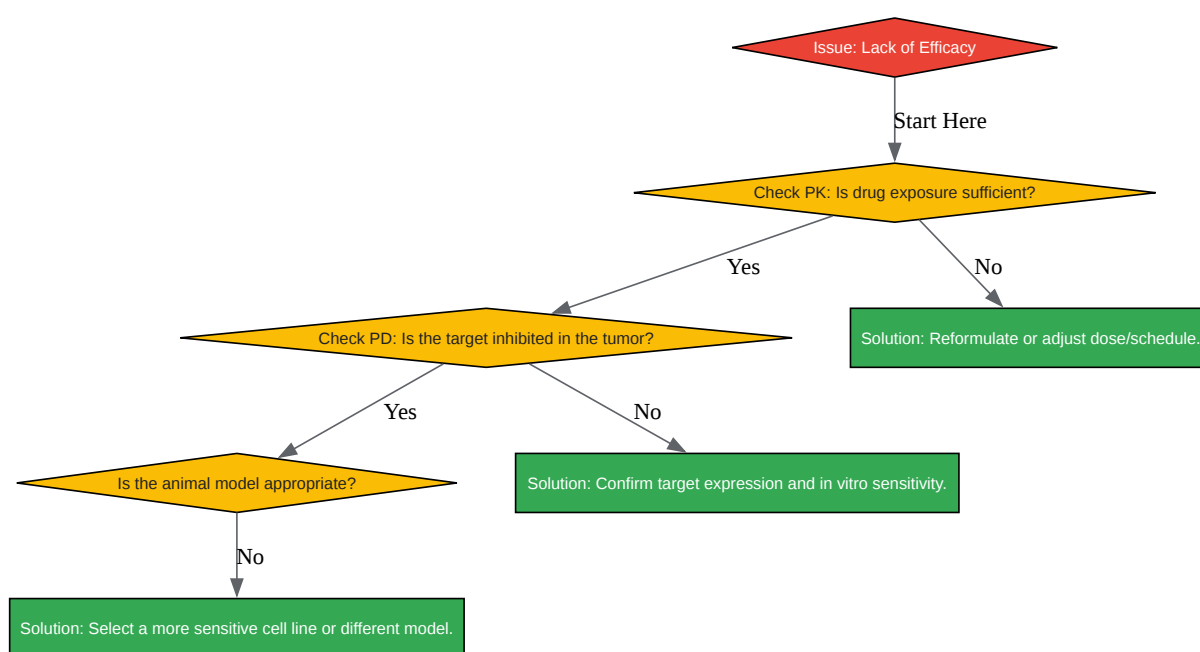 Issue: Lack of Efficacy
Start Here
Check PK: Is drug exposure sufficient?
Yes
No
Check PD: Is the target inhibited in the tumor?
Solution: Reformulate or adjust dose/schedule.
Yes
No
Is the animal model appropriate?
Solution: Confirm target expression and in vitro sensitivity.
No
Solution: Select a more sensitive cell line or different model.